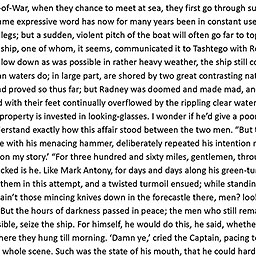 -of-War, when they chance to meet at sea, they first go through su
ame expressive word has now for many years been in constant use
legs; but a sudden, violent pitch of the boat will often go far to top
ship, one of whom, it seems, communicated it to Tashtego with Ro
low down as was possible in rather heavy weather, the ship still co
an waters do; in large part, are shored by two great contrasting nat
nd proved so thus far; but Radney was doomed and made mad, an
d with their feet continually overflowed by the rippling clear water
property is invested in looking-glasses. I wonder if he'd give a poor
erstand exactly how this affair stood between the two men. "But t
e with his menacing hammer, deliberately repeated his intention n
on my story.' "For three hundred and sixty miles, gentlemen, throu
cked is he. Like Mark Antony, for days and days along his green-tu
them in this attempt, and a twisted turmoil ensued; while standin
ain't those mincing knives down in the forecastle there, men? look
But the hours of darkness passed in peace; the men who still rema
sible, seize the ship. For himself, he would do this, he said, whethe
here they hung till morning. 'Damn ye,' cried the Captain, pacing to
whole scene. Such was the state of his mouth, that he could hard